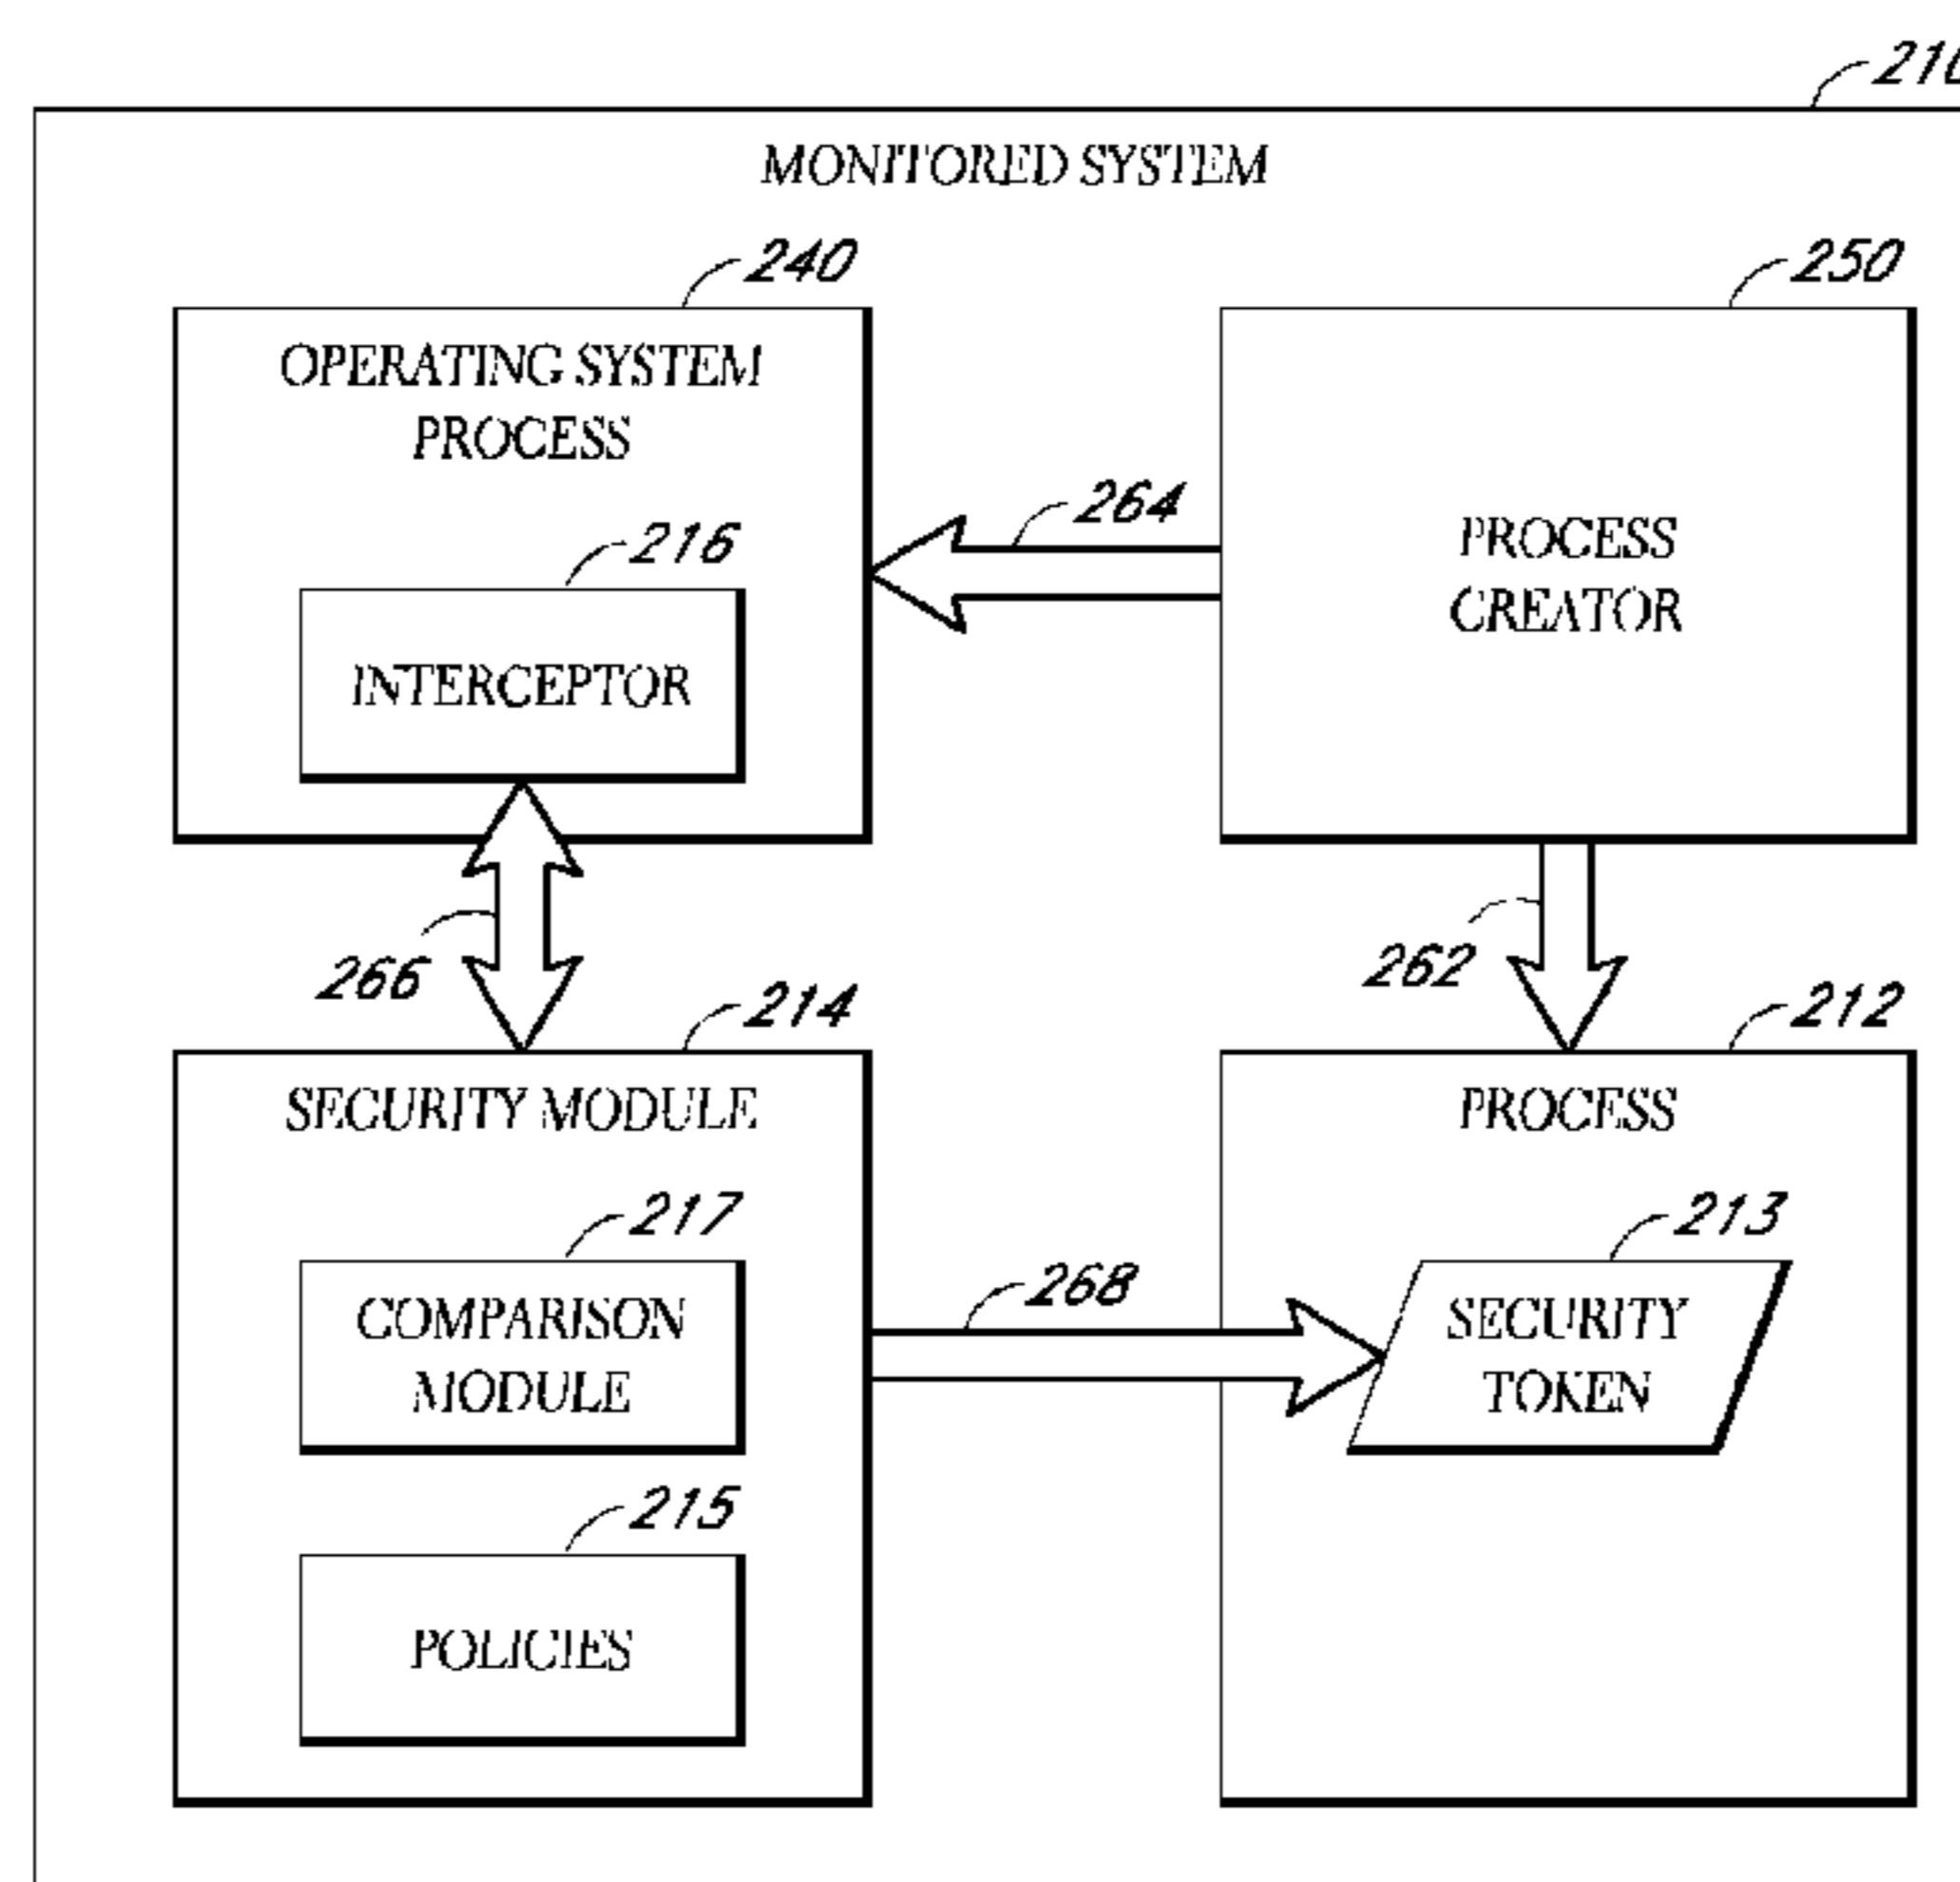 MONITORED SYSTEM
240
250
OPERATING SYSTEM
PROCESS
264
216
PROCESS
CREATOR
INTERCEPTOR
266
262
214
212
SECURITY MODULE
PROCESS
217
213
268
COMPARISON
MODULE
SECURITY
TOKEN
215
POLICIES